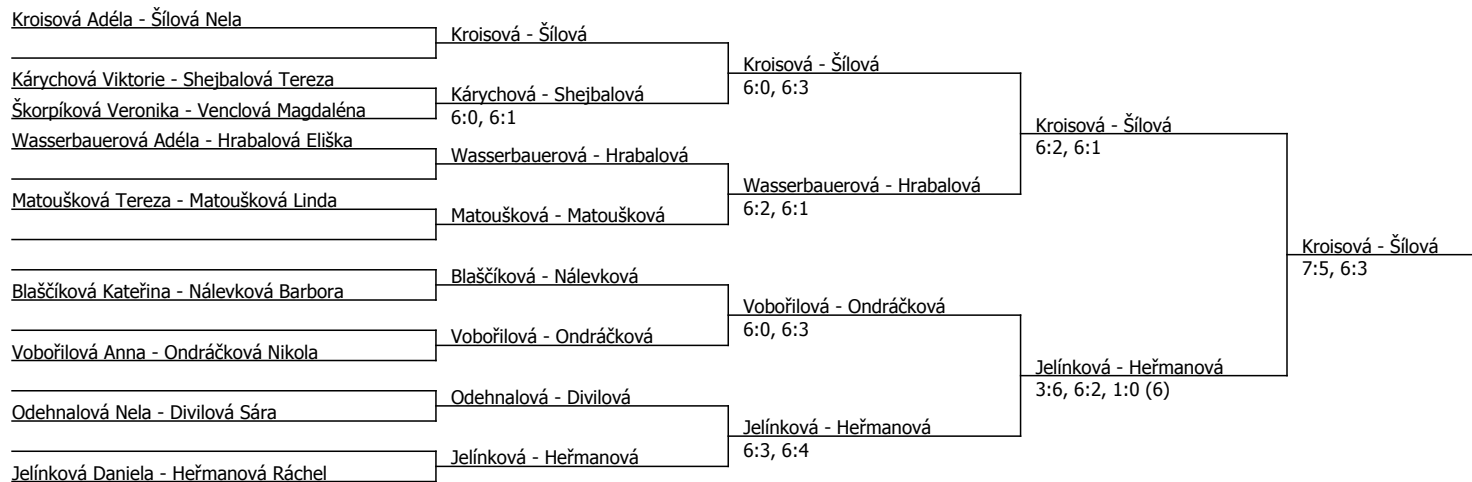 Kroisová Adéla - Šílová Nela
Kárychová Viktorie - Shejbalová Tereza
Škorpíková Veronika - Venclová Magdaléna
Wasserbauerová Adéla - Hrabalová Eliška
Matoušková Tereza - Matoušková Linda
Blaščíková Kateřina - Nálevková Barbora
Vobořilová Anna - Ondráčková Nikola
Odehnalová Nela - Divilová Sára
Jelínková Daniela - Heřmanová Ráchel
Kroisová - Šílová
Kárychová - Shejbalová
6:0, 6:1
Wasserbauerová - Hrabalová
Matoušková - Matoušková
Blaščíková - Nálevková
Vobořilová - Ondráčková
Odehnalová - Divilová
Jelínková - Heřmanová
Kroisová - Šílová
6:0, 6:3
Wasserbauerová - Hrabalová
6:2, 6:1
Vobořilová - Ondráčková
6:0, 6:3
Jelínková - Heřmanová
6:3, 6:4
Kroisová - Šílová
6:2, 6:1
Jelínková - Heřmanová
3:6, 6:2, 1:0 (6)
Kroisová - Šílová
7:5, 6:3